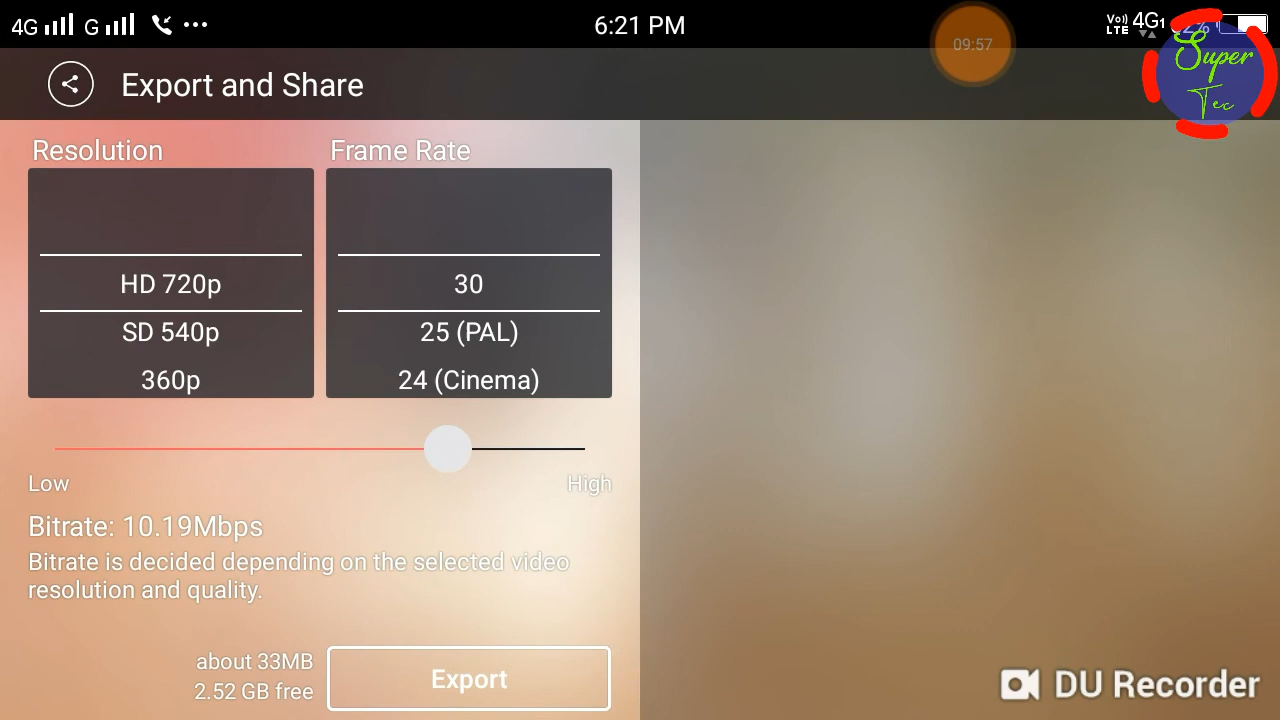 4G G ••• 6:21 PM 09:57 Vo) LTE 4G1
Super
Tec
Export and Share
Resolution Frame Rate
HD 720p 30
SD 540p 25 (PAL)
360p 24 (Cinema)
Low High
Bitrate: 10.19Mbps
Bitrate is decided depending on the selected video
resolution and quality.
about 33MB
2.52 GB free
Export
DU Recorder